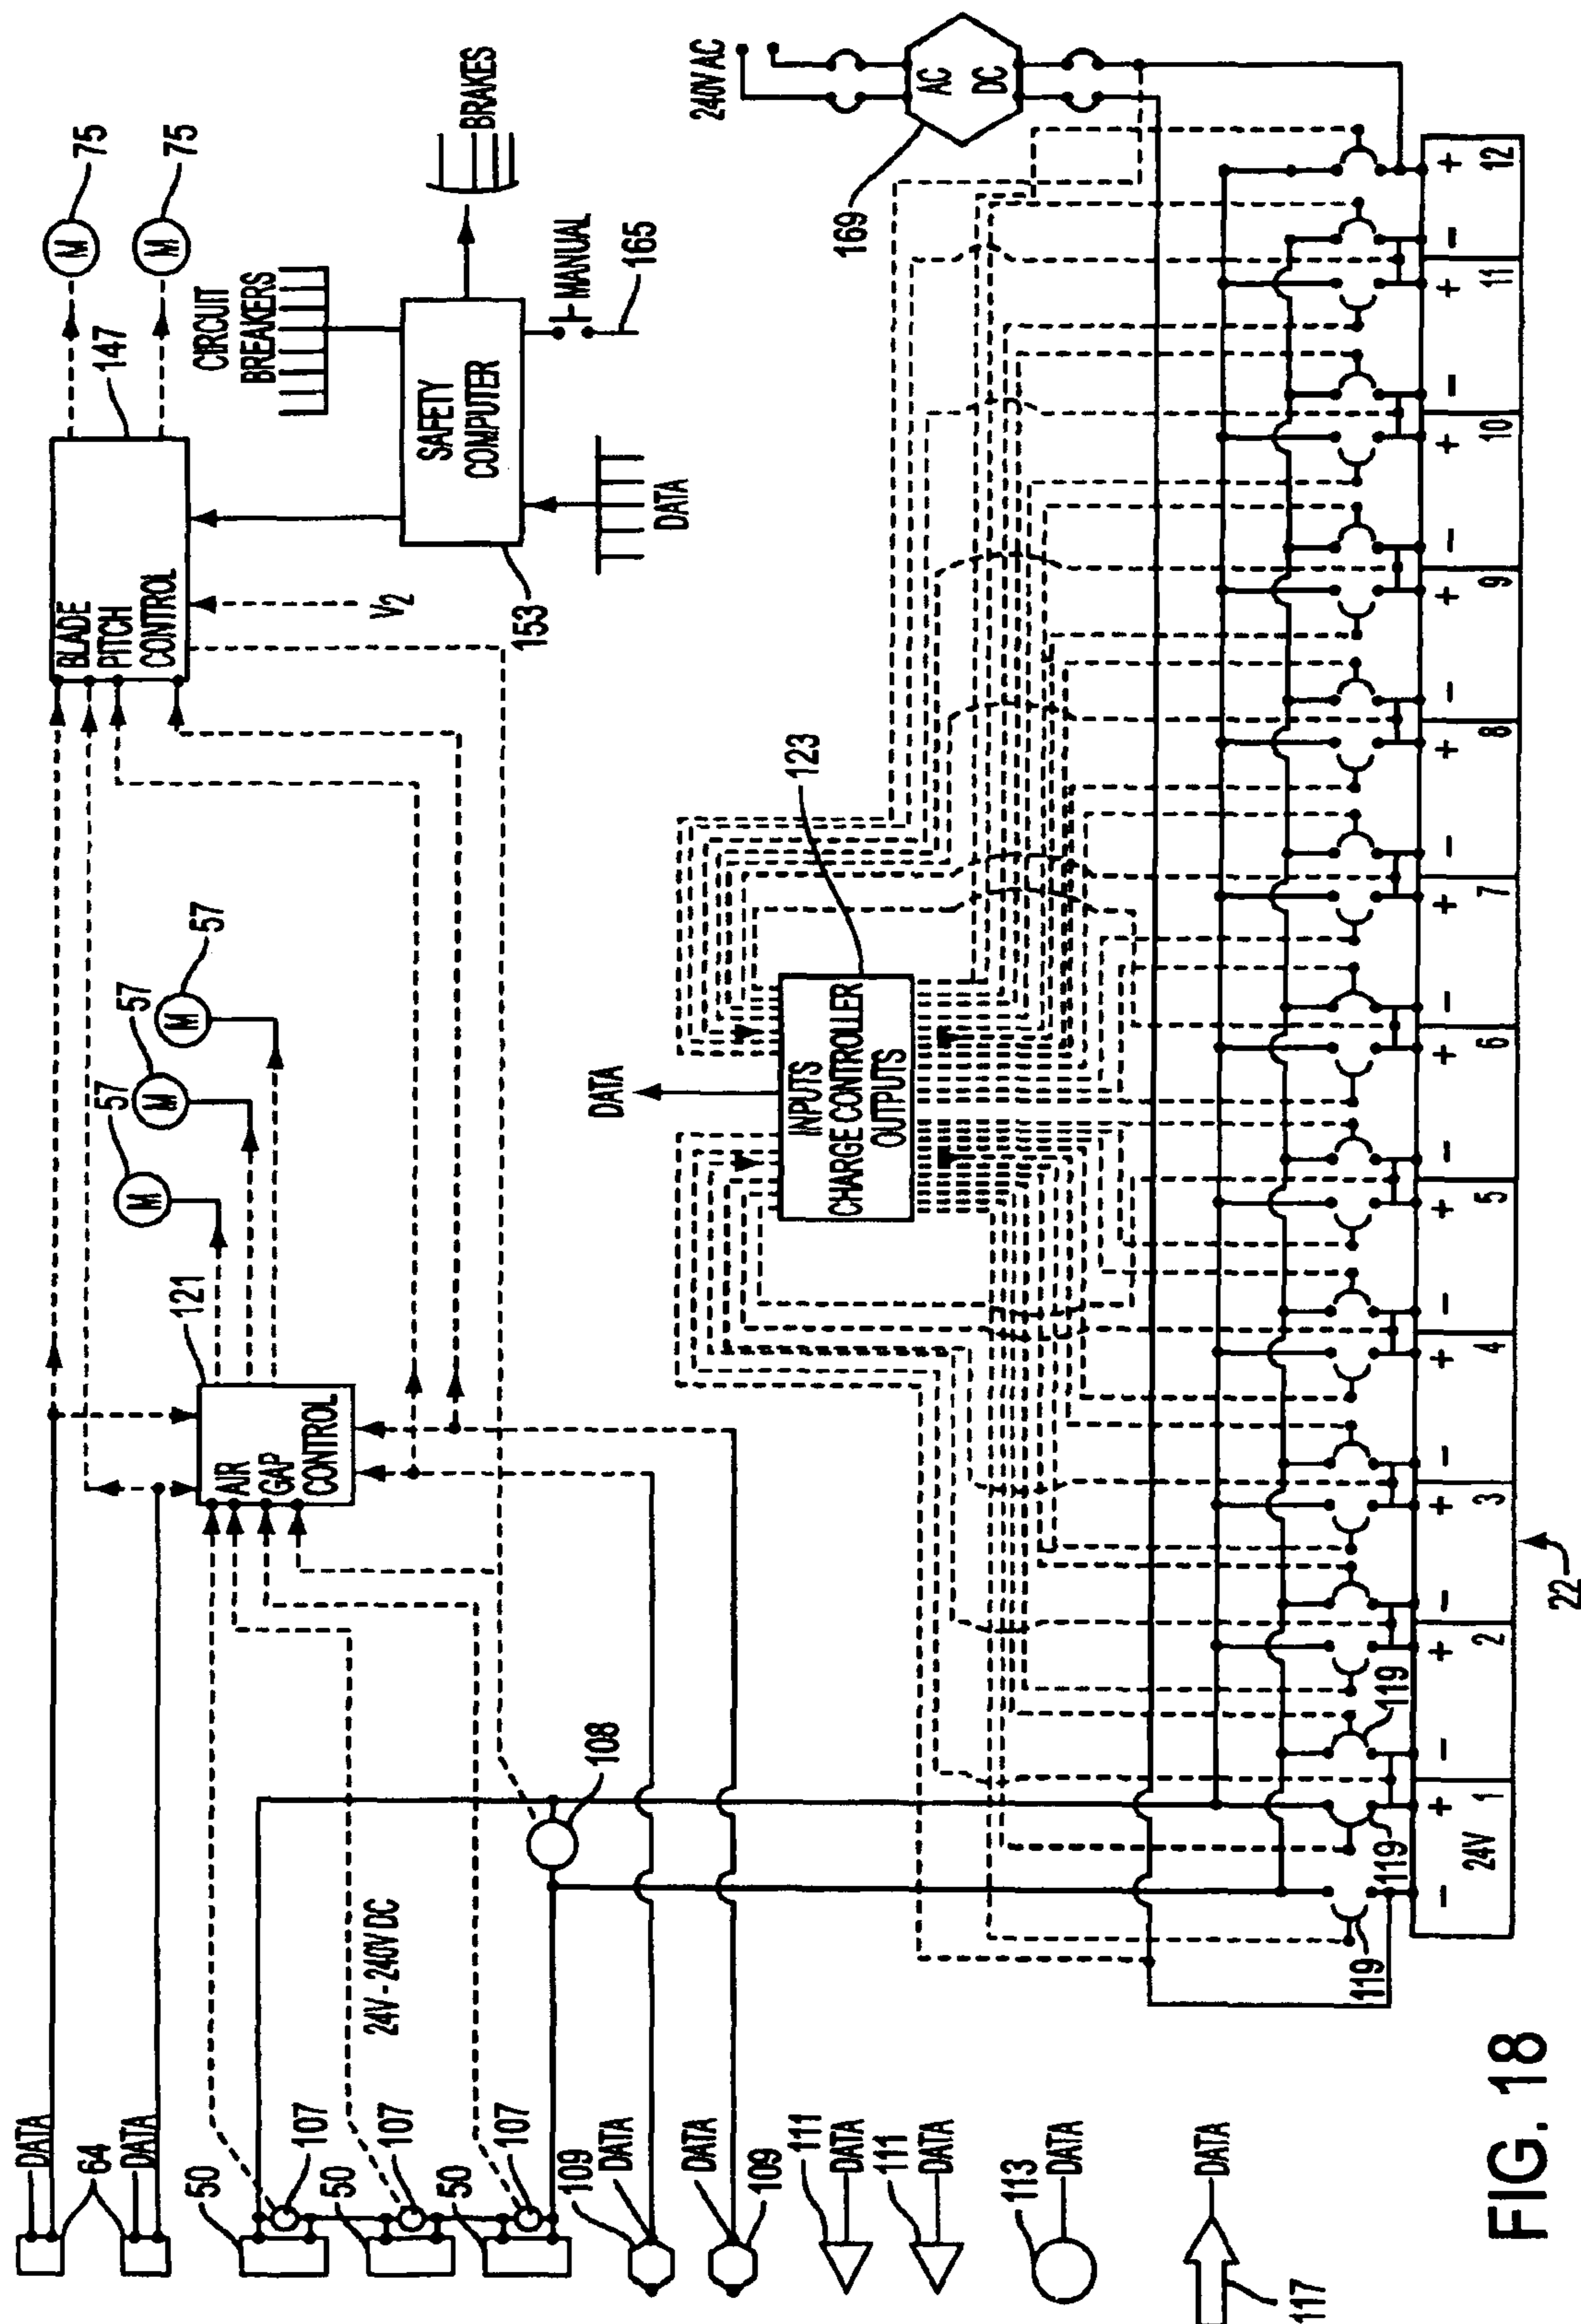 DATA
64
DATA
50
107
50
107
50
107
24V - 240V DC
109
DATA
DATA
109
111
DATA
111
DATA
113
DATA
117
DATA
108
121
AIR
GAP
CONTROL
57
M
57
M
57
M
BLADE
PITCH
CONTROL
147
V2
M
75
M
75
CIRCUIT
BREAKERS
SAFETY
COMPUTER
153
DATA
MANUAL
165
BRAKES
DATA
INPUTS
CHARGE CONTROLLER
OUTPUTS
123
240V AC
AC
DC
169
119
119
119
− 24V + 1
− + 2
− + 3
− + 4
− + 5
− + 6
− + 7
− + 8
− + 9
− + 10
− + 11
− + 12
22
FIG. 18